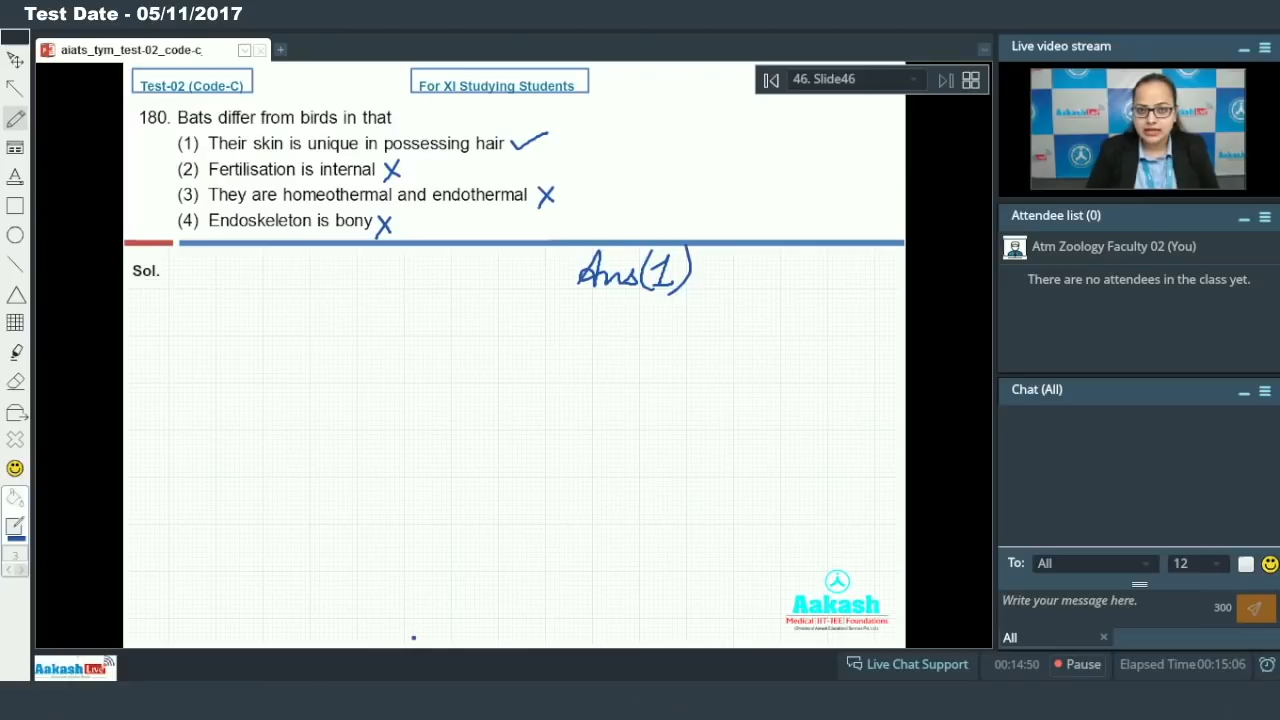 Test Date - 05/11/2017
aiats_tym_test-02_code-c
Test-02 (Code-C)
For XI Studying Students
46. Slide46
180. Bats differ from birds in that
(1) Their skin is unique in possessing hair
(2) Fertilisation is internal
(3) They are homeothermal and endothermal
(4) Endoskeleton is bony
Sol.
Ans (1)
Aakash
Medical|IIT-JEE|Foundations
Live video stream
Attendee list (0)
Atm Zoology Faculty 02 (You)
There are no attendees in the class yet.
Chat (All)
To: All 12
Write your message here.
300
All
3
Aakash Live
Live Chat Support
00:14:50
Pause
Elapsed Time 00:15:06